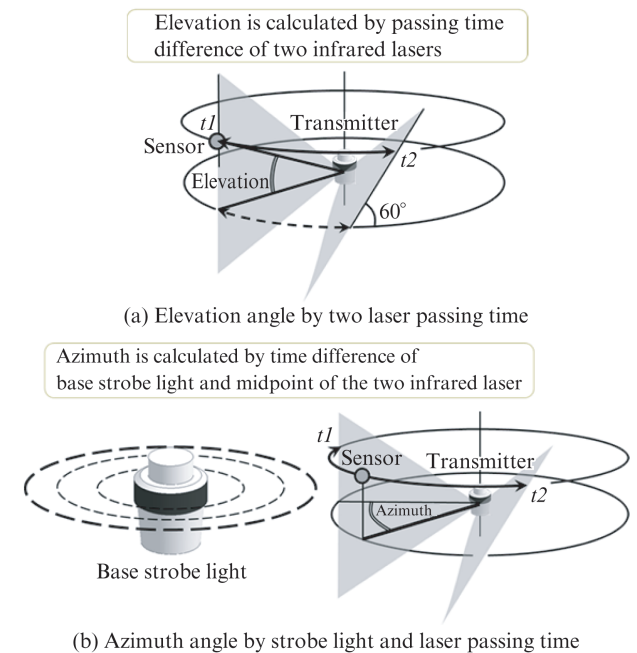 Elevation is calculated by passing time
difference of two infrared lasers
t1
Transmitter
Sensor
t2
Elevation
60°
(a) Elevation angle by two laser passing time
Azimuth is calculated by time difference of
base strobe light and midpoint of the two infrared laser
t1
Sensor
Transmitter
t2
Azimuth
Base strobe light
(b) Azimuth angle by strobe light and laser passing time